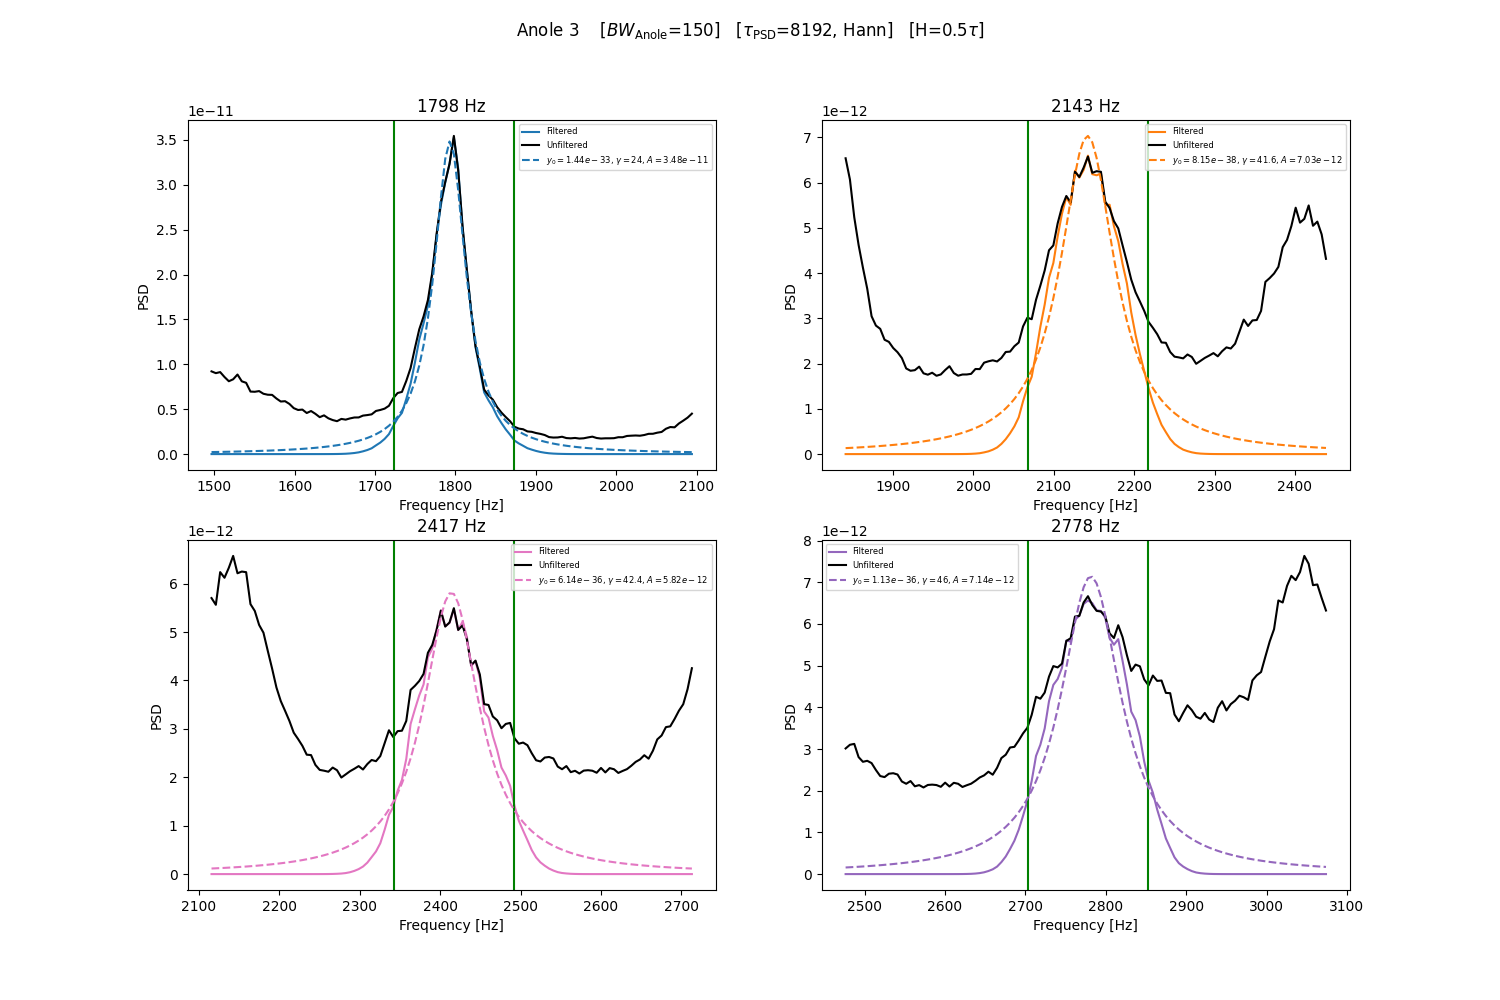 Anole 3 [BW_Anole=150] [τ_PSD=8192, Hann] [H=0.5τ]
1e−11
1798 Hz
3.5
3.0
2.5
2.0
1.5
1.0
0.5
0.0
PSD
Filtered
Unfiltered
y₀ = 1.44e − 33, γ = 24, A = 3.48e − 11
1500 1600 1700 1800 1900 2000 2100
Frequency [Hz]
1e−12
2143 Hz
7
6
5
4
3
2
1
0
PSD
Filtered
Unfiltered
y₀ = 8.15e − 38, γ = 41.6, A = 7.03e − 12
1900 2000 2100 2200 2300 2400
Frequency [Hz]
1e−12
2417 Hz
6
5
4
3
2
1
0
PSD
Filtered
Unfiltered
y₀ = 6.14e − 36, γ = 42.4, A = 5.82e − 12
2100 2200 2300 2400 2500 2600 2700
Frequency [Hz]
1e−12
2778 Hz
8
7
6
5
4
3
2
1
0
PSD
Filtered
Unfiltered
y₀ = 1.13e − 36, γ = 46, A = 7.14e − 12
2500 2600 2700 2800 2900 3000 3100
Frequency [Hz]